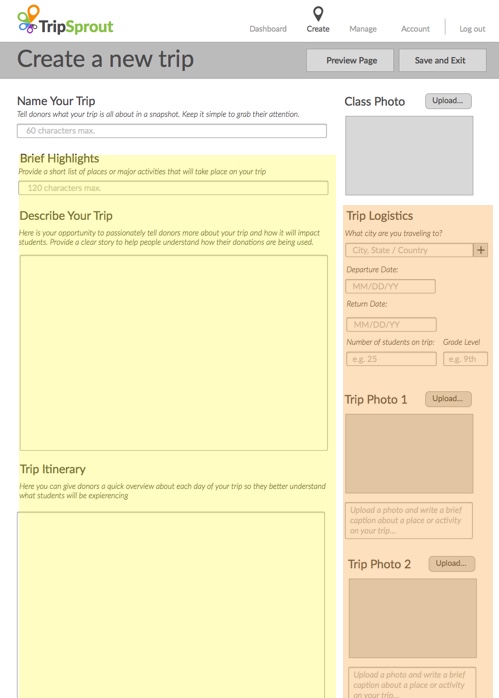 TripSprout
Dashboard Create Manage Account Log out
Create a new trip
Preview Page Save and Exit
Name Your Trip
Tell donors what your trip is all about in a snapshot. Keep it simple to grab their attention.
60 characters max.
Brief Highlights
Provide a short list of places or major activities that will take place on your trip
120 characters max.
Describe Your Trip
Here is your opportunity to passionately tell donors more about your trip and how it will impact
students. Provide a clear story to help people understand how their donations are being used.
Trip Itinerary
Here you can give donors a quick overview about each day of your trip so they better understand
what students will be explerencing
Class Photo Upload...
Trip Logistics
What city are you traveling to?
City, State / Country +
Departure Date:
MM/DD/YY
Return Date:
MM/DD/YY
Number of students on trip: Grade Level
e.g. 25 e.g. 9th
Trip Photo 1 Upload...
Upload a photo and write a brief
caption about a place or activity
on your trip...
Trip Photo 2 Upload...
Upload a photo and write a brief
caption about a place or activity
on your trip...